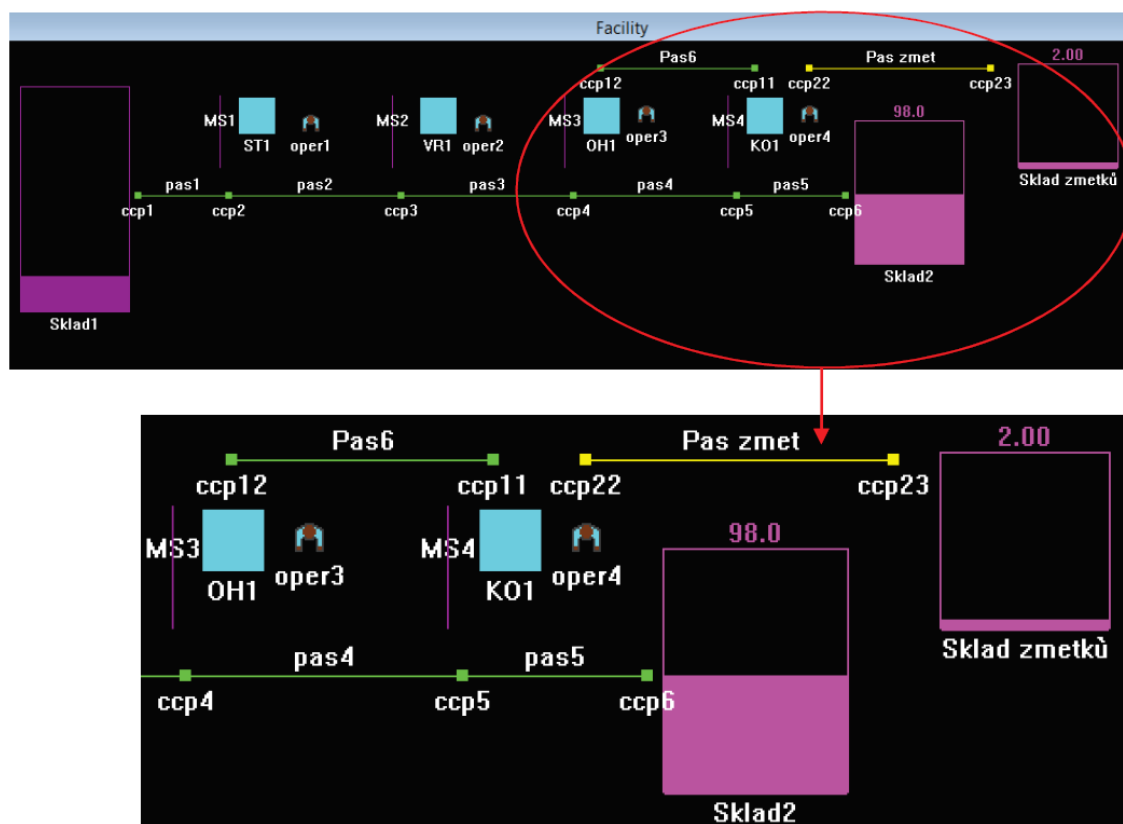 Facility
2.00
Pas6 Pas zmet
ccp12 ccp11 ccp22 ccp23
98.0
MS1 MS2 MS3 MS4
ST1 oper1 VR1 oper2 OH1 oper3 KO1 oper4
Sklad zmetků
pas1 pas2 pas3 pas4 pas5
ccp1 ccp2 ccp3 ccp4 ccp5 ccp6
Sklad2
Sklad1
Pas6 Pas zmet 2.00
ccp12 ccp11 ccp22 ccp23
98.0
MS3 MS4
OH1 oper3 KO1 oper4
Sklad zmetkù
pas4 pas5
ccp4 ccp5 ccp6
Sklad2